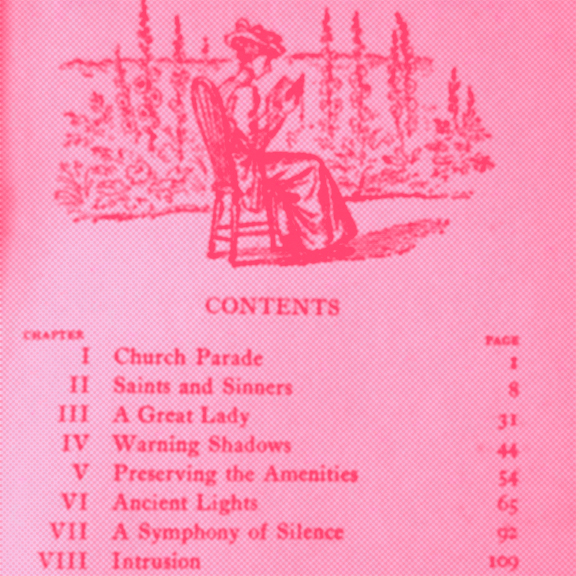 CONTENTS
CHAPTER PAGE
I Church Parade 1
II Saints and Sinners 8
III A Great Lady 31
IV Warning Shadows 44
V Preserving the Amenities 54
VI Ancient Lights 65
VII A Symphony of Silence 92
VIII Intrusion 109